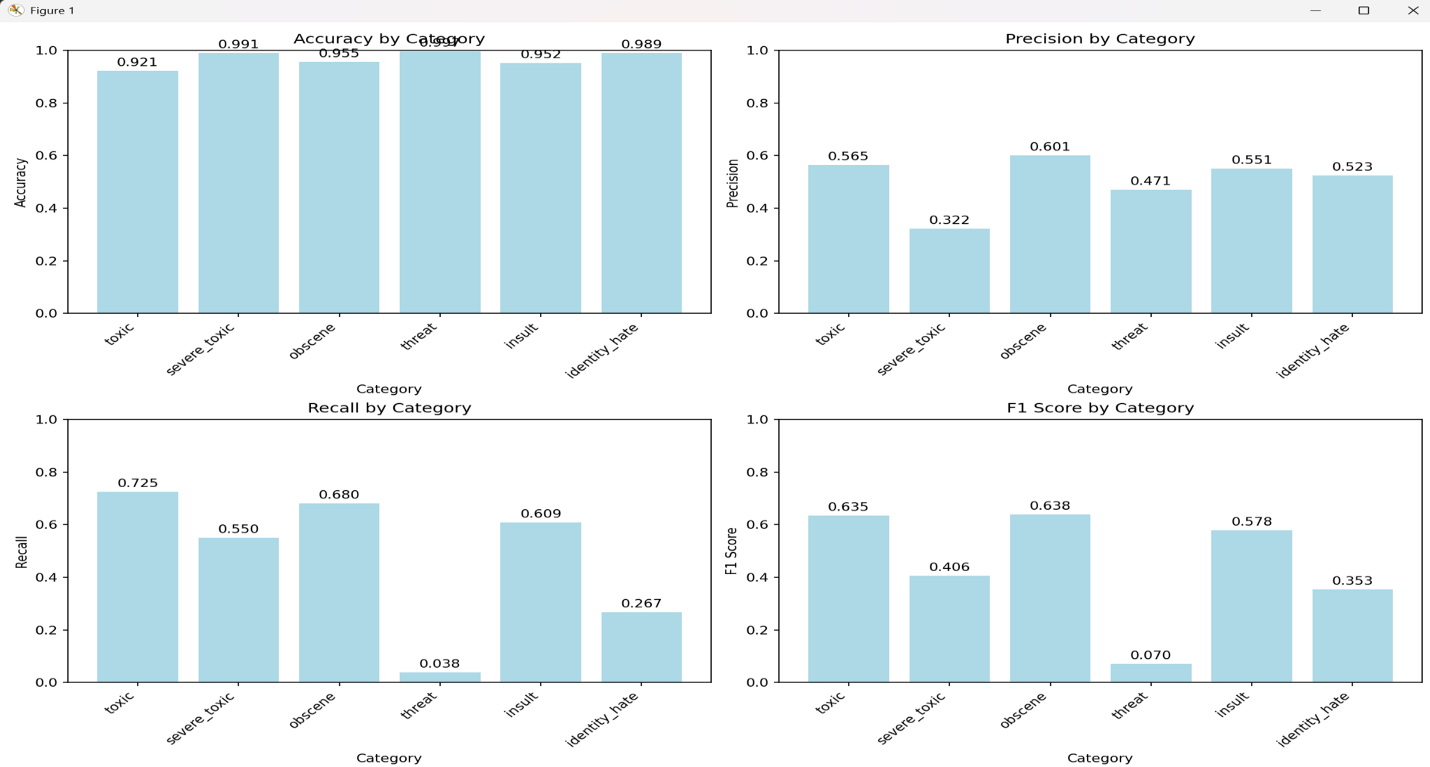 Figure 1
Accuracy by Category
Accuracy
1.0
0.8
0.6
0.4
0.2
0.0
0.921
0.991
0.955
0.997
0.952
0.989
toxic
severe_toxic
obscene
threat
insult
identity_hate
Category
Precision by Category
Precision
1.0
0.8
0.6
0.4
0.2
0.0
0.565
0.322
0.601
0.471
0.551
0.523
toxic
severe_toxic
obscene
threat
insult
identity_hate
Category
Recall by Category
Recall
1.0
0.8
0.6
0.4
0.2
0.0
0.725
0.550
0.680
0.038
0.609
0.267
toxic
severe_toxic
obscene
threat
insult
identity_hate
Category
F1 Score by Category
F1 Score
1.0
0.8
0.6
0.4
0.2
0.0
0.635
0.406
0.638
0.070
0.578
0.353
toxic
severe_toxic
obscene
threat
insult
identity_hate
Category